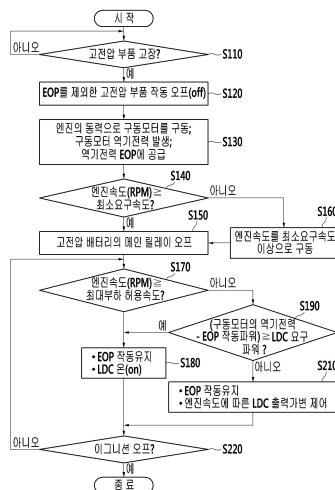 시 작
고전압 부품 고장?
S110
아니오
예
EOP를 제외한 고전압 부품 작동 오프(off)
S120
엔진의 동력으로 구동모터를 구동;
구동모터 역기전력 발생;
역기전력 EOP에 공급
S130
S140
엔진속도(RPM)≧
최소요구속도?
아니오
예
S150
S160
고전압 배터리의 메인 릴레이 오프
엔진속도를 최소요구속도
이상으로 구동
S170
엔진속도(RPM)≧
최대부하 허용속도?
아니오
예
S190
(구동모터의 역기전력
- EOP 작동파워)≧LDC 요구
파워?
예
아니오
S180
• EOP 작동유지
• LDC 온(on)
S210
• EOP 작동유지
• 엔진속도에 따른 LDC 출력가변 제어
아니오
이그니션 오프?
S220
예
종료